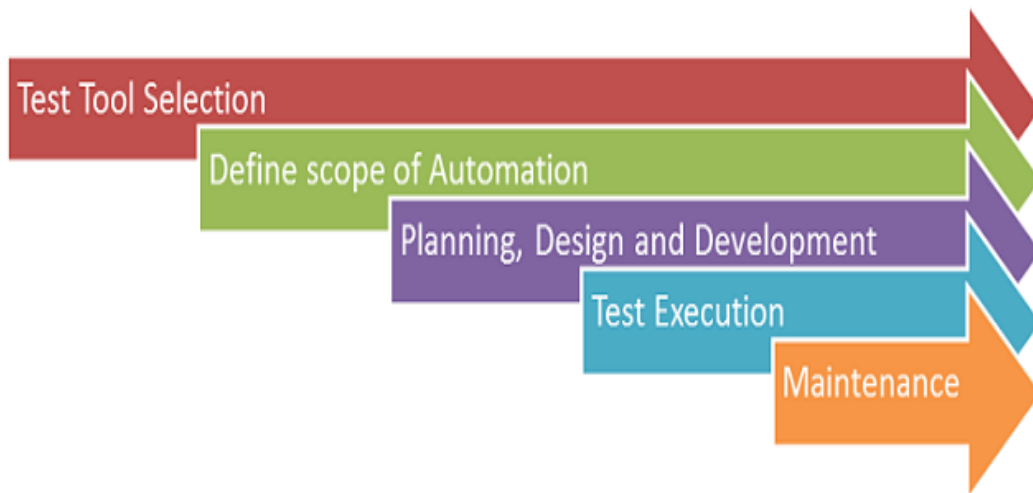 Test Tool Selection
Define scope of Automation
Planning, Design and Development
Test Execution
Maintenance